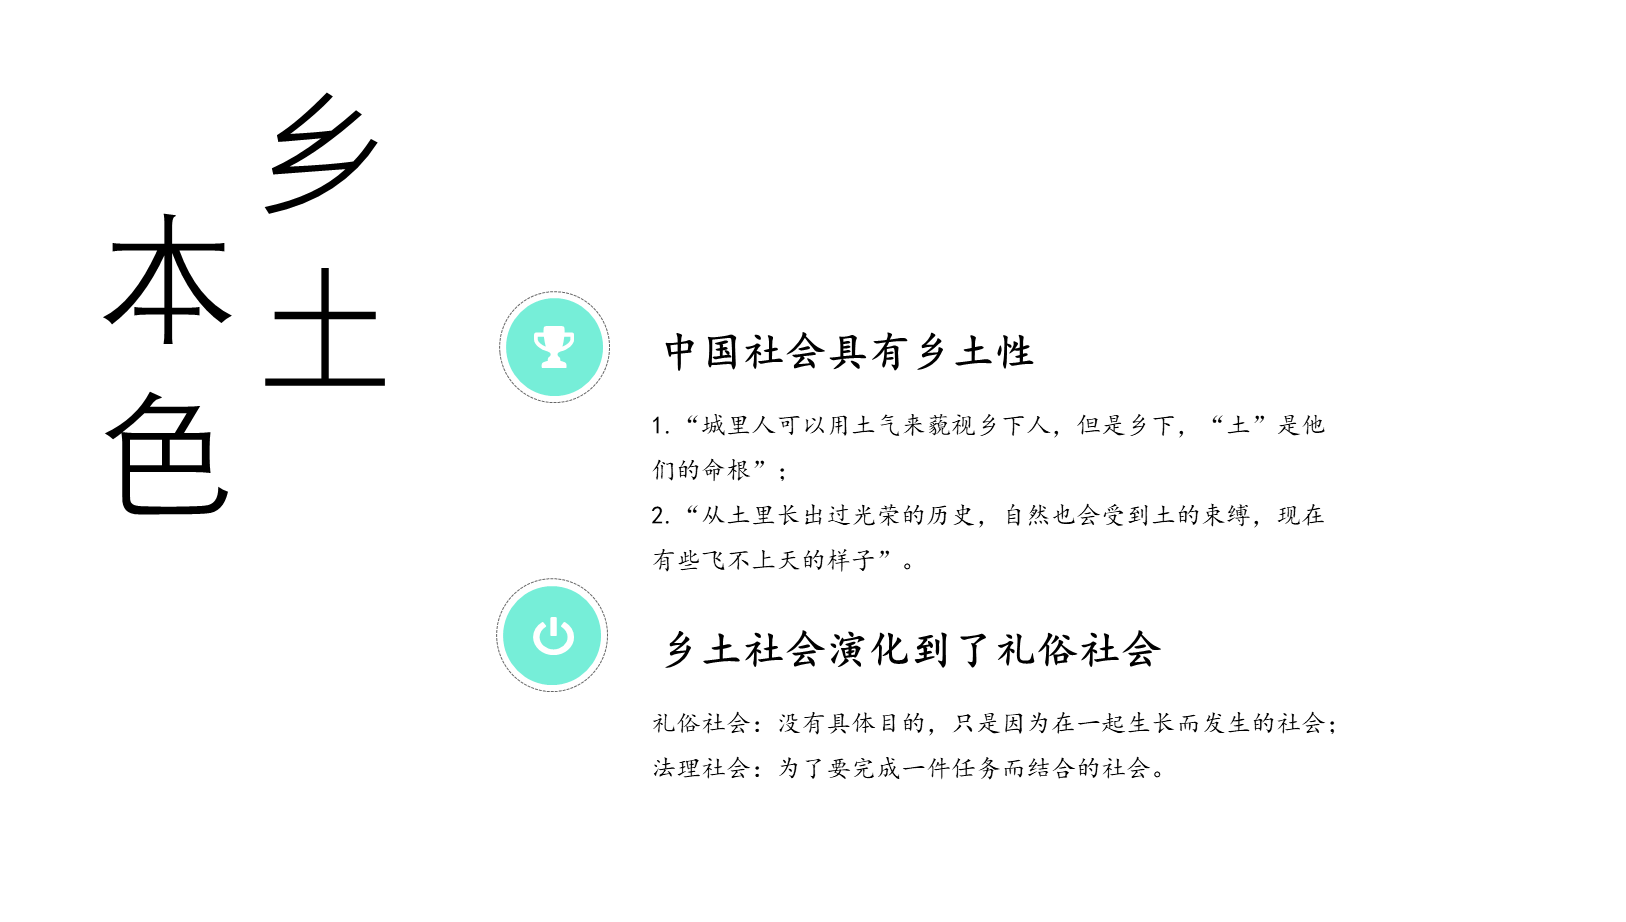 乡土
本色
中国社会具有乡土性
1.“城里人可以用土气来藐视乡下人，但是乡下，“土”是他
们的命根”；
2.“从土里长出过光荣的历史，自然也会受到土的束缚，现在
有些飞不上天的样子”。
乡土社会演化到了礼俗社会
礼俗社会：没有具体目的，只是因为在一起生长而发生的社会；
法理社会：为了要完成一件任务而结合的社会。